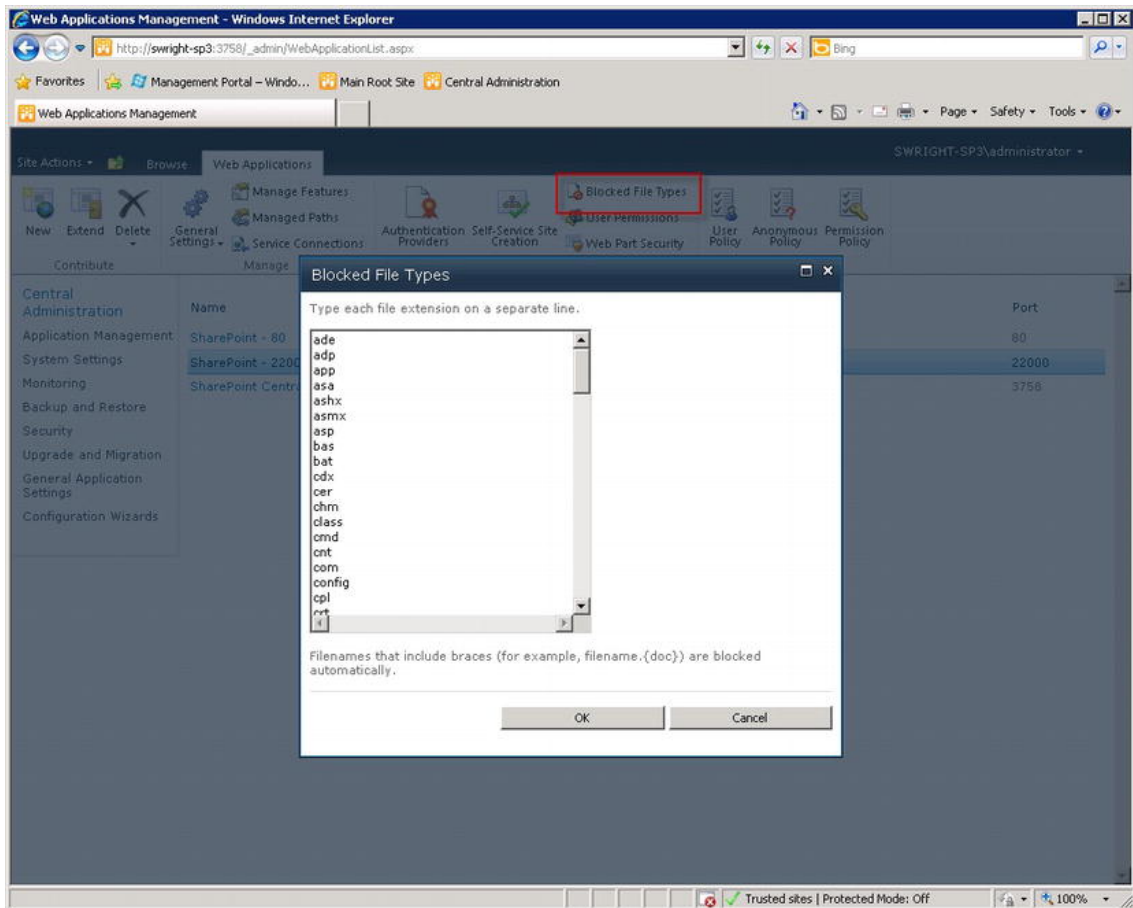 Web Applications Management - Windows Internet Explorer
http://swright-sp3:3758/_admin/WebApplicationList.aspx
Bing
Favorites
Management Portal – Windo...
Main Root Site
Central Administration
Web Applications Management
Page
Safety
Tools
Site Actions
Browse
Web Applications
SWRIGHT-SP3\administrator
New
Extend
Delete
General Settings
Manage Features
Managed Paths
Service Connections
Authentication Providers
Self-Service Site Creation
Blocked File Types
User Permissions
Web Part Security
User Policy
Anonymous Policy
Permission Policy
Contribute
Manage
Central Administration
Application Management
System Settings
Monitoring
Backup and Restore
Security
Upgrade and Migration
General Application Settings
Configuration Wizards
Name
Port
SharePoint - 80
80
SharePoint - 2200
22000
SharePoint Centr
3758
Blocked File Types
Type each file extension on a separate line.
ade
adp
app
asa
ashx
asmx
asp
bas
bat
cdx
cer
chm
class
cmd
cnt
com
config
cpl
crt
Filenames that include braces (for example, filename.{doc}) are blocked
automatically.
OK
Cancel
Trusted sites | Protected Mode: Off
100%